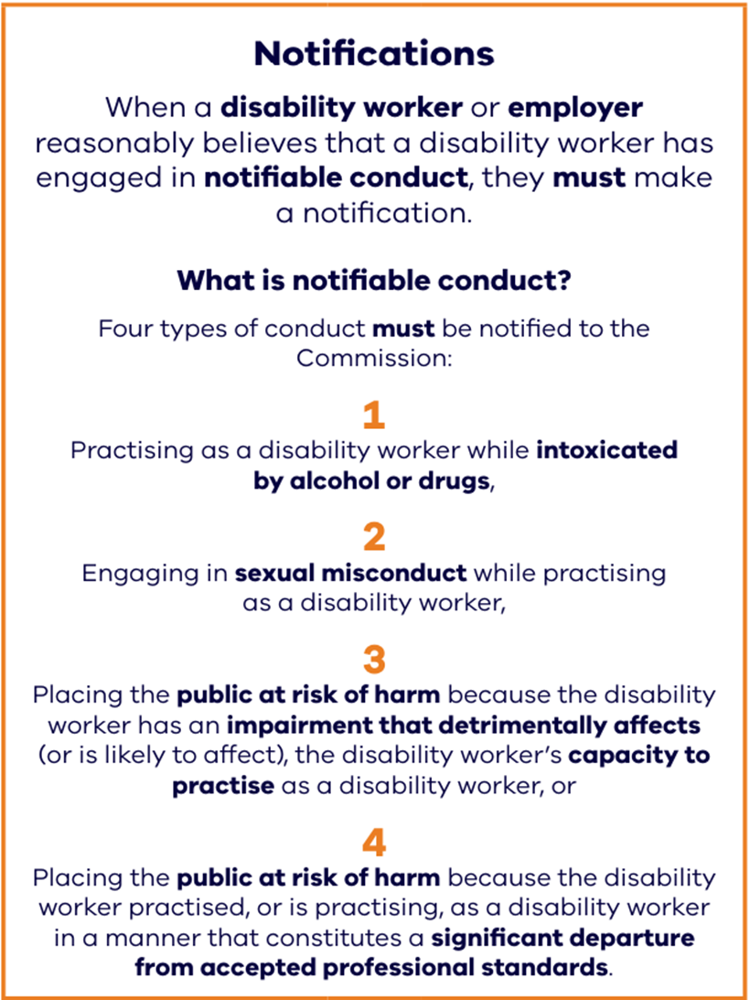 Notifications
When a disability worker or employer
reasonably believes that a disability worker has
engaged in notifiable conduct, they must make
a notification.
What is notifiable conduct?
Four types of conduct must be notified to the
Commission:
1
Practising as a disability worker while intoxicated
by alcohol or drugs,
2
Engaging in sexual misconduct while practising
as a disability worker,
3
Placing the public at risk of harm because the disability
worker has an impairment that detrimentally affects
(or is likely to affect), the disability worker's capacity to
practise as a disability worker, or
4
Placing the public at risk of harm because the disability
worker practised, or is practising, as a disability worker
in a manner that constitutes a significant departure
from accepted professional standards.